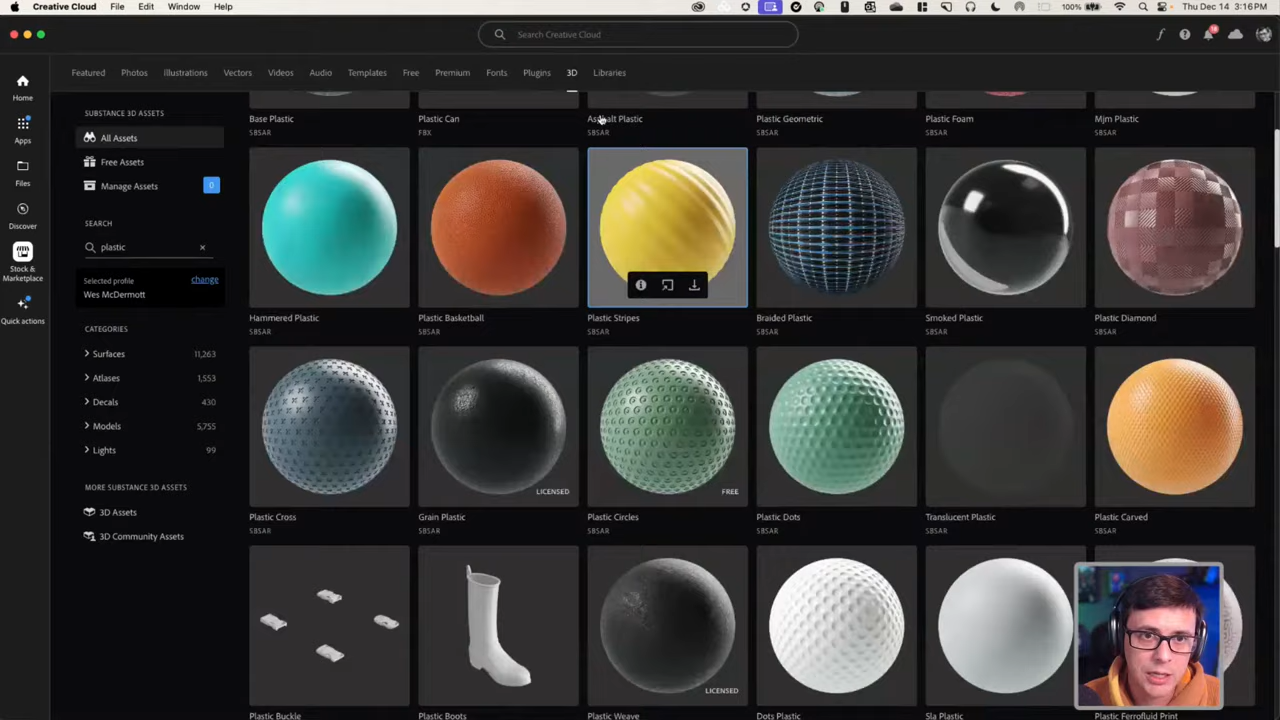 Creative Cloud File Edit Window Help
100% Thu Dec 14 3:16PM
Search Creative Cloud
18
Featured Photos Illustrations Vectors Videos Audio Templates Free Premium Fonts Plugins 3D Libraries
Home
Apps
Files
Discover
Stock &
Marketplace
Quick actions
SUBSTANCE 3D ASSETS
All Assets
Free Assets
Manage Assets 0
SEARCH
plastic
Selected profile change
Wes McDermott
CATEGORIES
Surfaces 11,263
Atlases 1,553
Decals 430
Models 5,755
Lights 99
MORE SUBSTANCE 3D ASSETS
3D Assets
3D Community Assets
Base Plastic
SBSAR
Plastic Can
FBX
Asphalt Plastic
SBSAR
Plastic Geometric
SBSAR
Plastic Foam
SBSAR
Mjm Plastic
SBSAR
Hammered Plastic
SBSAR
Plastic Basketball
SBSAR
Plastic Stripes
SBSAR
Braided Plastic
SBSAR
Smoked Plastic
SBSAR
Plastic Diamond
SBSAR
Plastic Cross
SBSAR
LICENSED
Grain Plastic
SBSAR
FREE
Plastic Circles
SBSAR
Plastic Dots
SBSAR
Translucent Plastic
SBSAR
Plastic Carved
SBSAR
Plastic Buckle
Plastic Boots
LICENSED
Plastic Weave
Dots Plastic
Sla Plastic
Plastic Ferrofluid Print